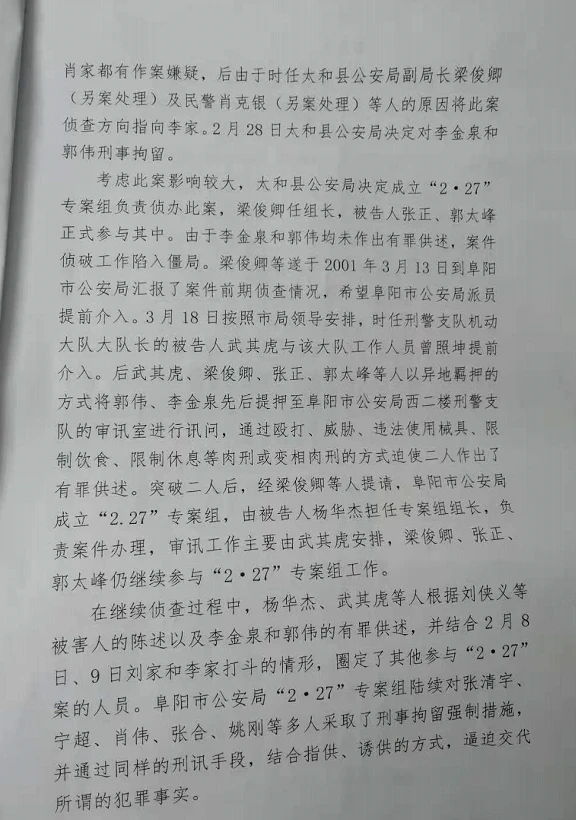 肖家都有作案嫌疑，后由于时任太和县公安局副局长梁俊卿
（另案处理）及民警肖克银（另案处理）等人的原因将此案
侦查方向指向李家。2月28日太和县公安局决定对李金泉和
郭伟刑事拘留。
考虑此案影响较大，太和县公安局决定成立“2·27”
专案组负责侦办此案，梁俊卿任组长，被告人张正、郭太峰
正式参与其中。由于李金泉和郭伟均未作出有罪供述，案件
侦破工作陷入僵局。梁俊卿等遂于2001年3月13日到阜阳
市公安局汇报了案件前期侦查情况，希望阜阳市公安局派员
提前介入。3月18日按照市局领导安排，时任刑警支队机动
大队大队长的被告人武其虎与该大队工作人员曾照坤提前
介入。后武其虎、梁俊卿、张正、郭太峰等人以异地羁押的
方式将郭伟、李金泉先后提押至阜阳市公安局西二楼刑警支
队的审讯室进行讯问，通过殴打、威胁、违法使用械具、限
制饮食、限制休息等肉刑或变相肉刑的方式迫使二人作出了
有罪供述。突破二人后，经梁俊卿等人提请，阜阳市公安局
成立“2.27”专案组，由被告人杨华杰担任专案组组长，负
责案件办理，审讯工作主要由武其虎安排，梁俊卿、张正、
郭太峰仍继续参与“2·27”专案组工作。
在继续侦查过程中，杨华杰、武其虎等人根据刘侠义等
被害人的陈述以及李金泉和郭伟的有罪供述，并结合2月8
日、9日刘家和李家打斗的情形，圈定了其他参与“2·27”
案的人员。阜阳市公安局“2·27”专案组陆续对张清宇、
宁超、肖伟、张合、姚刚等多人采取了刑事拘留强制措施，
并通过同样的刑讯手段，结合指供、诱供的方式，逼迫交代
所谓的犯罪事实。